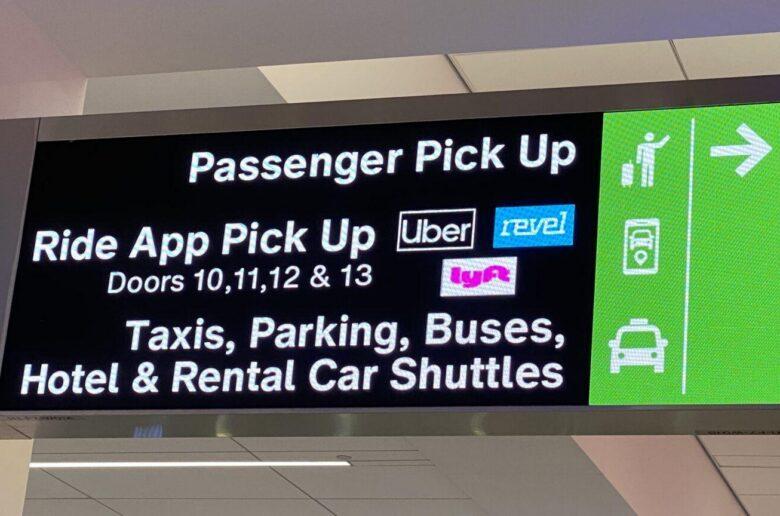 Passenger Pick Up
Ride App Pick Up Uber revel
Doors 10,11,12 & 13 lyft
Taxis, Parking, Buses,
Hotel & Rental Car Shuttles